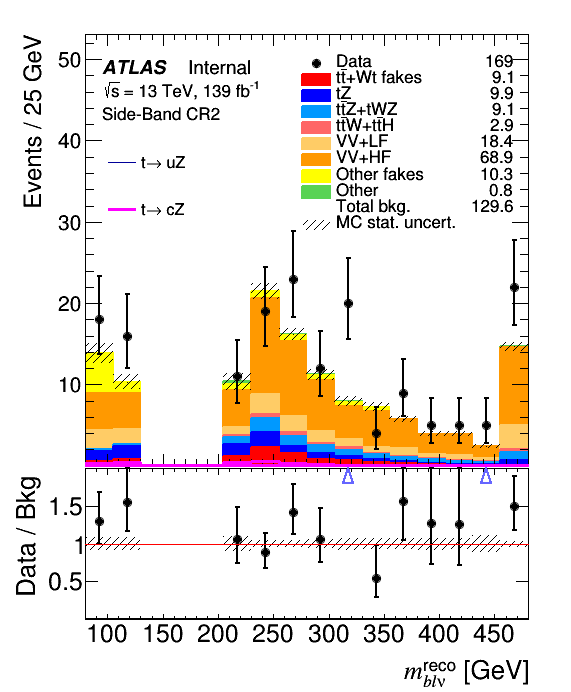 Events / 25 GeV
50
40
30
20
10
ATLAS Internal
√s = 13 TeV, 139 fb⁻¹
Side-Band CR2
t→ uZ
t→ cZ
Data 169
tt̄+Wt fakes 9.1
tZ 9.9
tt̄Z+tWZ 9.1
tt̄W+tt̄H 2.9
VV+LF 18.4
VV+HF 68.9
Other fakes 10.3
Other 0.8
Total bkg. 129.6
MC stat. uncert.
Data / Bkg
1.5
1
0.5
100 150 200 250 300 350 400 450
m_{blν}^{reco} [GeV]